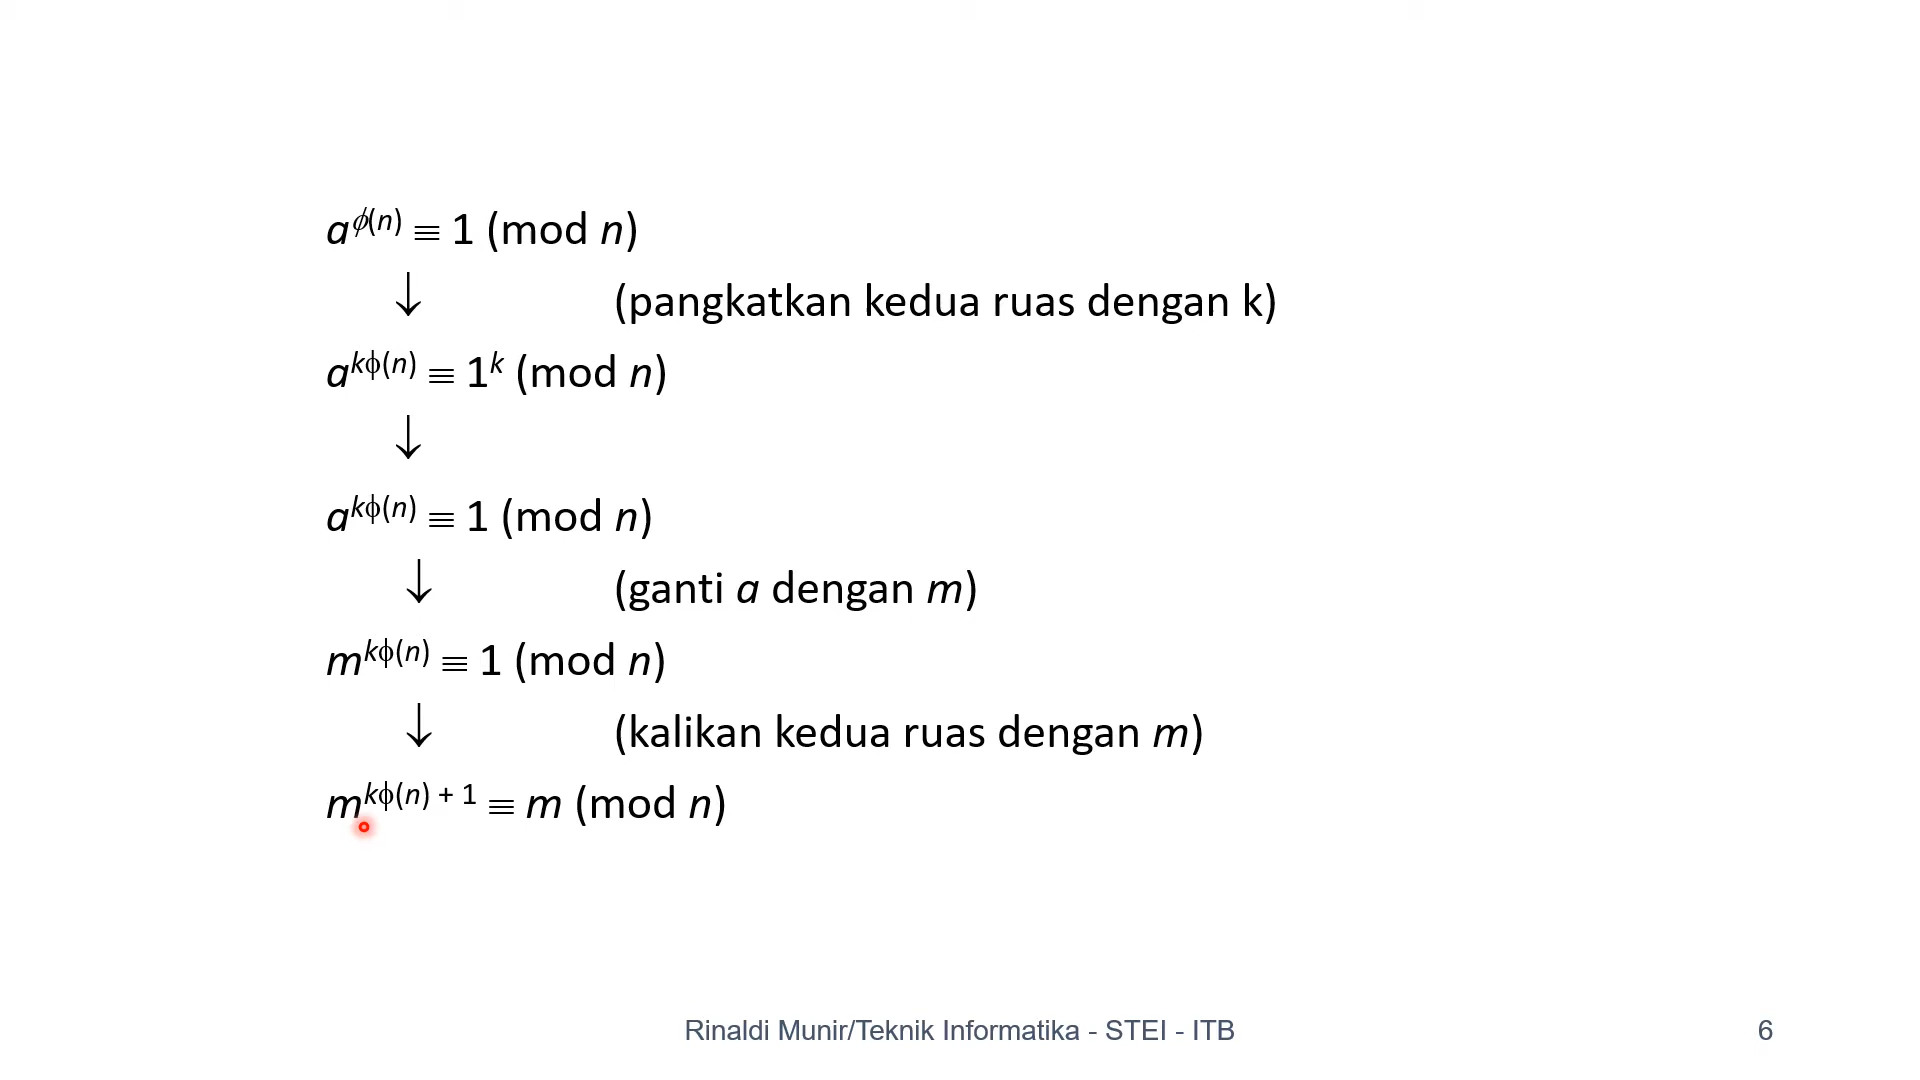 a^ϕ(n) ≡ 1 (mod n)
↓ (pangkatkan kedua ruas dengan k)
a^kϕ(n) ≡ 1^k (mod n)
↓
a^kϕ(n) ≡ 1 (mod n)
↓ (ganti a dengan m)
m^kϕ(n) ≡ 1 (mod n)
↓ (kalikan kedua ruas dengan m)
m^kϕ(n) + 1 ≡ m (mod n)
Rinaldi Munir/Teknik Informatika - STEI - ITB 6